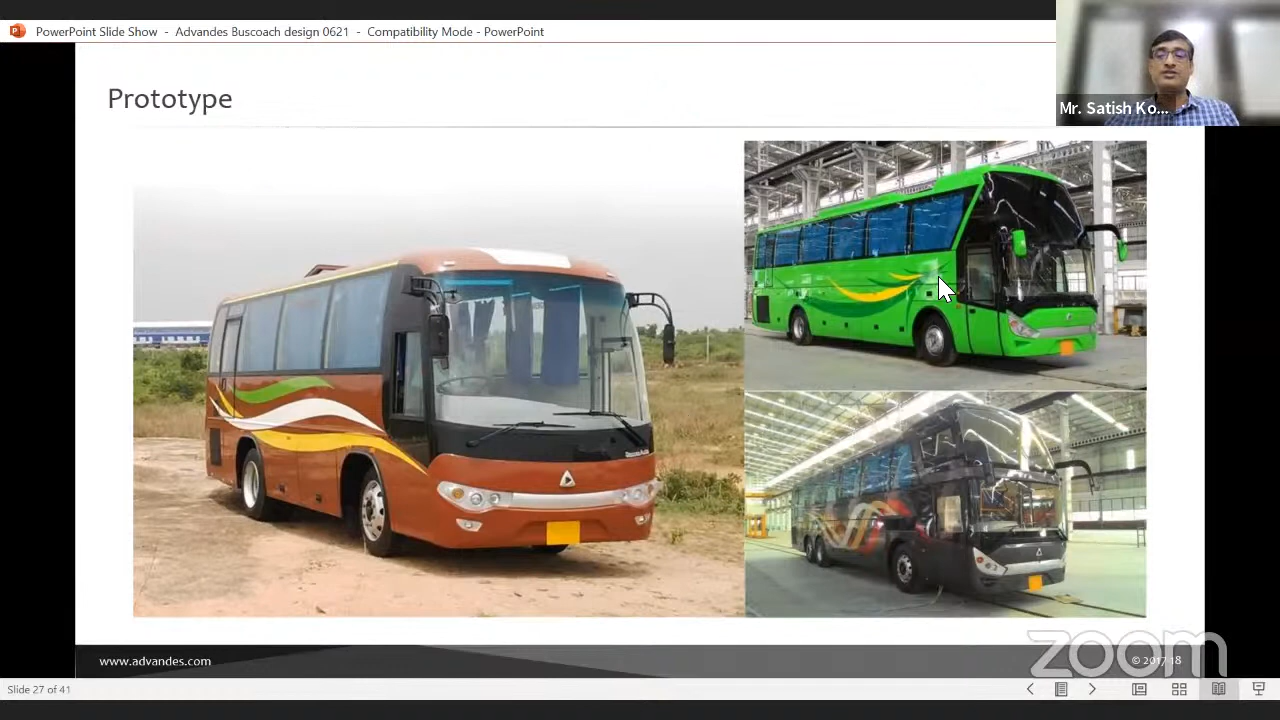 PowerPoint Slide Show - Advandes Buscoach design 0621 - Compatibility Mode - PowerPoint
Mr. Satish Ko...
Prototype
www.advandes.com
© 2017-18
zoom
Slide 27 of 41